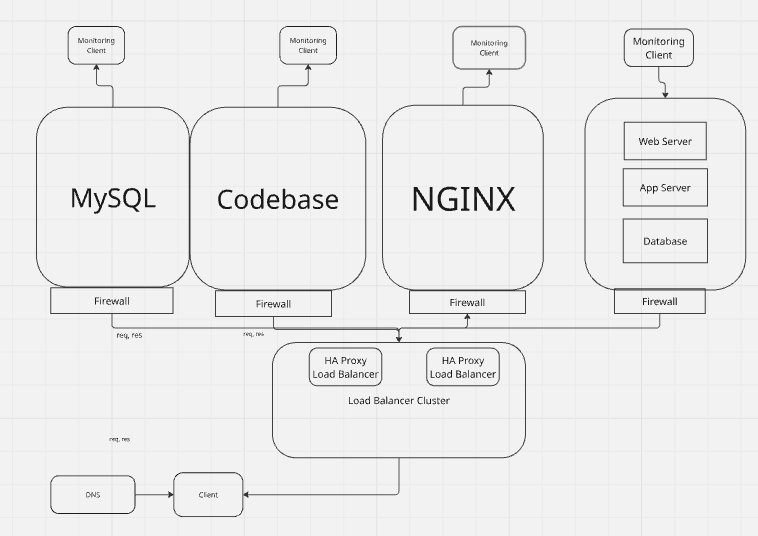 Monitoring
Client
Monitoring
Client
Monitoring
Client
Monitoring
Client
MySQL
Codebase
NGINX
Web Server
App Server
Database
Firewall
Firewall
Firewall
Firewall
req, res
req, res
HA Proxy
Load Balancer
HA Proxy
Load Balancer
Load Balancer Cluster
req, res
DNS
Client